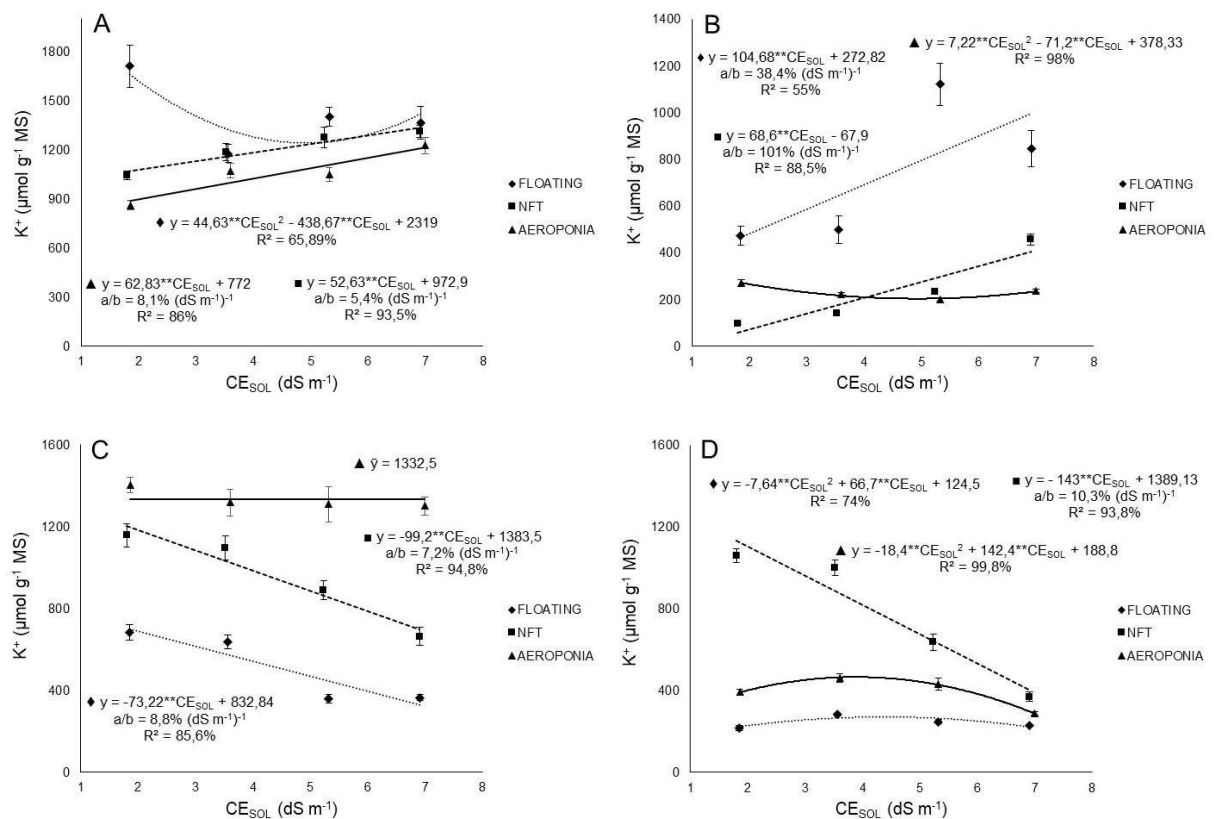 A
K⁺ (µmol g⁻¹ MS)
1800
1500
1200
900
600
300
0
♦ y = 44,63**CE_SOL² - 438,67**CE_SOL + 2319
R² = 65,89%
▲ y = 62,83**CE_SOL + 772
a/b = 8,1% (dS m⁻¹)⁻¹
R² = 86%
■ y = 52,63**CE_SOL + 972,9
a/b = 5,4% (dS m⁻¹)⁻¹
R² = 93,5%
♦FLOATING
■NFT
▲AEROPONIA
1 2 3 4 5 6 7 8
CE_SOL (dS m⁻¹)
B
K⁺ (µmol g⁻¹ MS)
1400
1200
1000
800
600
400
200
0
♦ y = 104,68**CE_SOL + 272,82
a/b = 38,4% (dS m⁻¹)⁻¹
R² = 55%
▲ y = 7,22**CE_SOL² - 71,2**CE_SOL + 378,33
R² = 98%
■ y = 68,6**CE_SOL - 67,9
a/b = 101% (dS m⁻¹)⁻¹
R² = 88,5%
♦FLOATING
■NFT
▲AEROPONIA
1 2 3 4 5 6 7 8
CE_SOL (dS m⁻¹)
C
K⁺ (µmol g⁻¹ MS)
1600
1200
800
400
0
▲ ȳ = 1332,5
■ y = -99,2**CE_SOL + 1383,5
a/b = 7,2% (dS m⁻¹)⁻¹
R² = 94,8%
♦ y = -73,22**CE_SOL + 832,84
a/b = 8,8% (dS m⁻¹)⁻¹
R² = 85,6%
♦FLOATING
■NFT
▲AEROPONIA
1 2 3 4 5 6 7 8
CE_SOL (dS m⁻¹)
D
K⁺ (µmol g⁻¹ MS)
1600
1200
800
400
0
♦ y = -7,64**CE_SOL² + 66,7**CE_SOL + 124,5
R² = 74%
■ y = - 143**CE_SOL + 1389,13
a/b = 10,3% (dS m⁻¹)⁻¹
R² = 93,8%
▲ y = -18,4**CE_SOL² + 142,4**CE_SOL + 188,8
R² = 99,8%
♦FLOATING
■NFT
▲AEROPONIA
1 2 3 4 5 6 7 8
CE_SOL (dS m⁻¹)